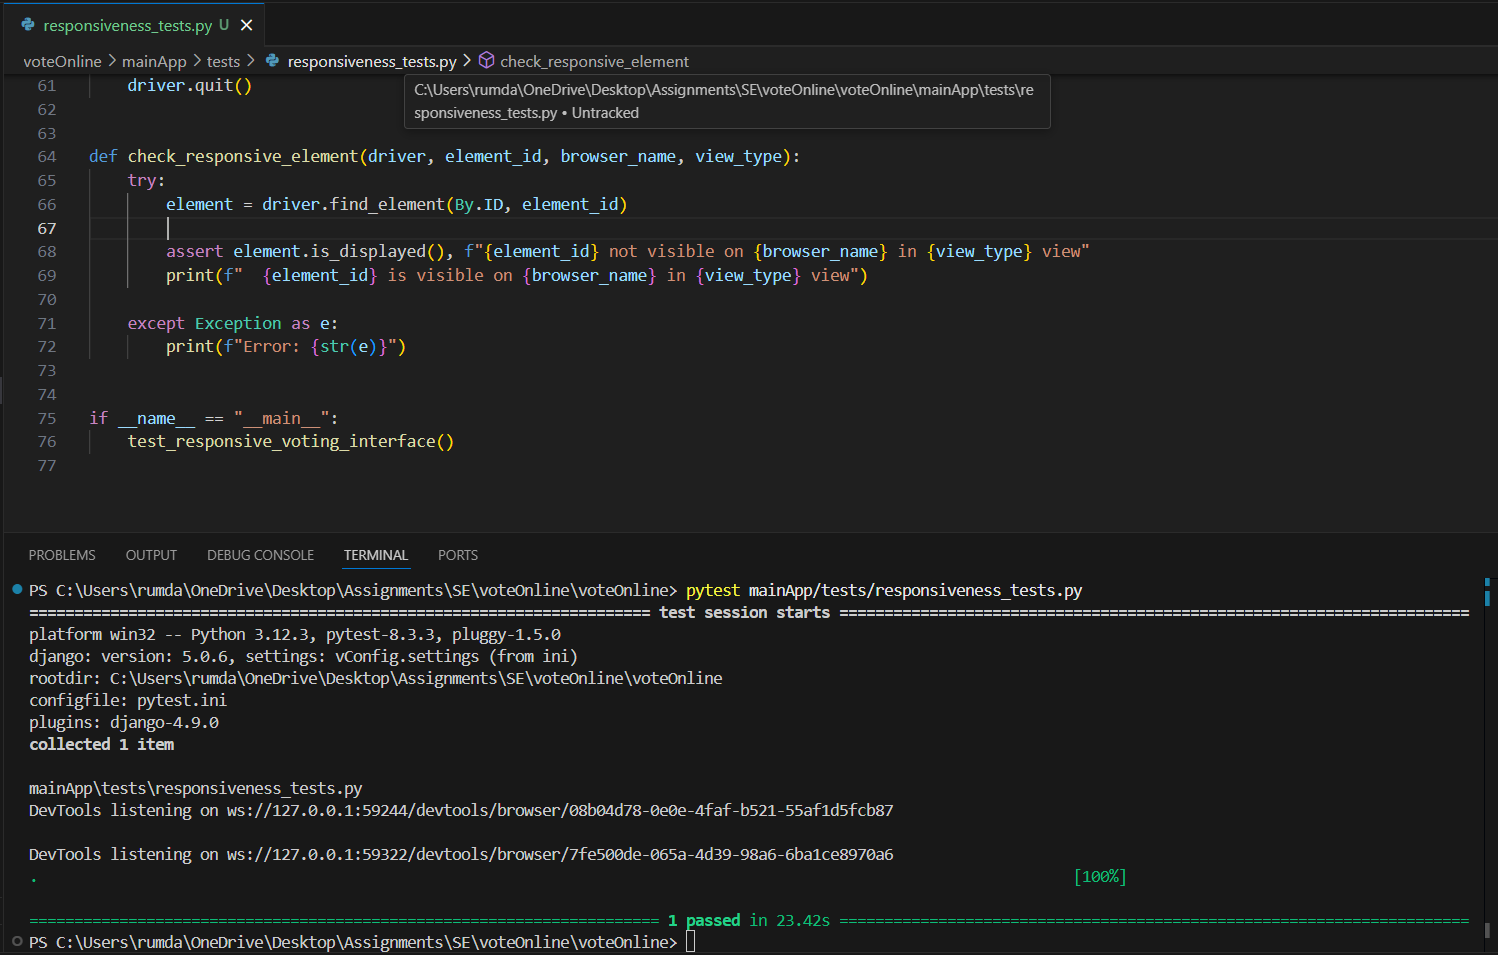 responsiveness_tests.py U
voteOnline > mainApp > tests > responsiveness_tests.py > check_responsive_element
C:\Users\rumda\OneDrive\Desktop\Assignments\SE\voteOnline\voteOnline\mainApp\tests\re
sponsiveness_tests.py • Untracked
61     driver.quit()
62
63
64 def check_responsive_element(driver, element_id, browser_name, view_type):
65     try:
66         element = driver.find_element(By.ID, element_id)
67
68         assert element.is_displayed(), f"{element_id} not visible on {browser_name} in {view_type} view"
69         print(f"  {element_id} is visible on {browser_name} in {view_type} view")
70
71     except Exception as e:
72         print(f"Error: {str(e)}")
73
74
75 if __name__ == "__main__":
76     test_responsive_voting_interface()
77
PROBLEMS OUTPUT DEBUG CONSOLE TERMINAL PORTS
PS C:\Users\rumda\OneDrive\Desktop\Assignments\SE\voteOnline\voteOnline> pytest mainApp/tests/responsiveness_tests.py
===================================================================== test session starts ======================================================================
platform win32 -- Python 3.12.3, pytest-8.3.3, pluggy-1.5.0
django: version: 5.0.6, settings: vConfig.settings (from ini)
rootdir: C:\Users\rumda\OneDrive\Desktop\Assignments\SE\voteOnline\voteOnline
configfile: pytest.ini
plugins: django-4.9.0
collected 1 item
mainApp\tests\responsiveness_tests.py
DevTools listening on ws://127.0.0.1:59244/devtools/browser/08b04d78-0e0e-4faf-b521-55af1d5fcb87
DevTools listening on ws://127.0.0.1:59322/devtools/browser/7fe500de-065a-4d39-98a6-6ba1ce8970a6
. [100%]
====================================================================== 1 passed in 23.42s ======================================================================
PS C:\Users\rumda\OneDrive\Desktop\Assignments\SE\voteOnline\voteOnline>